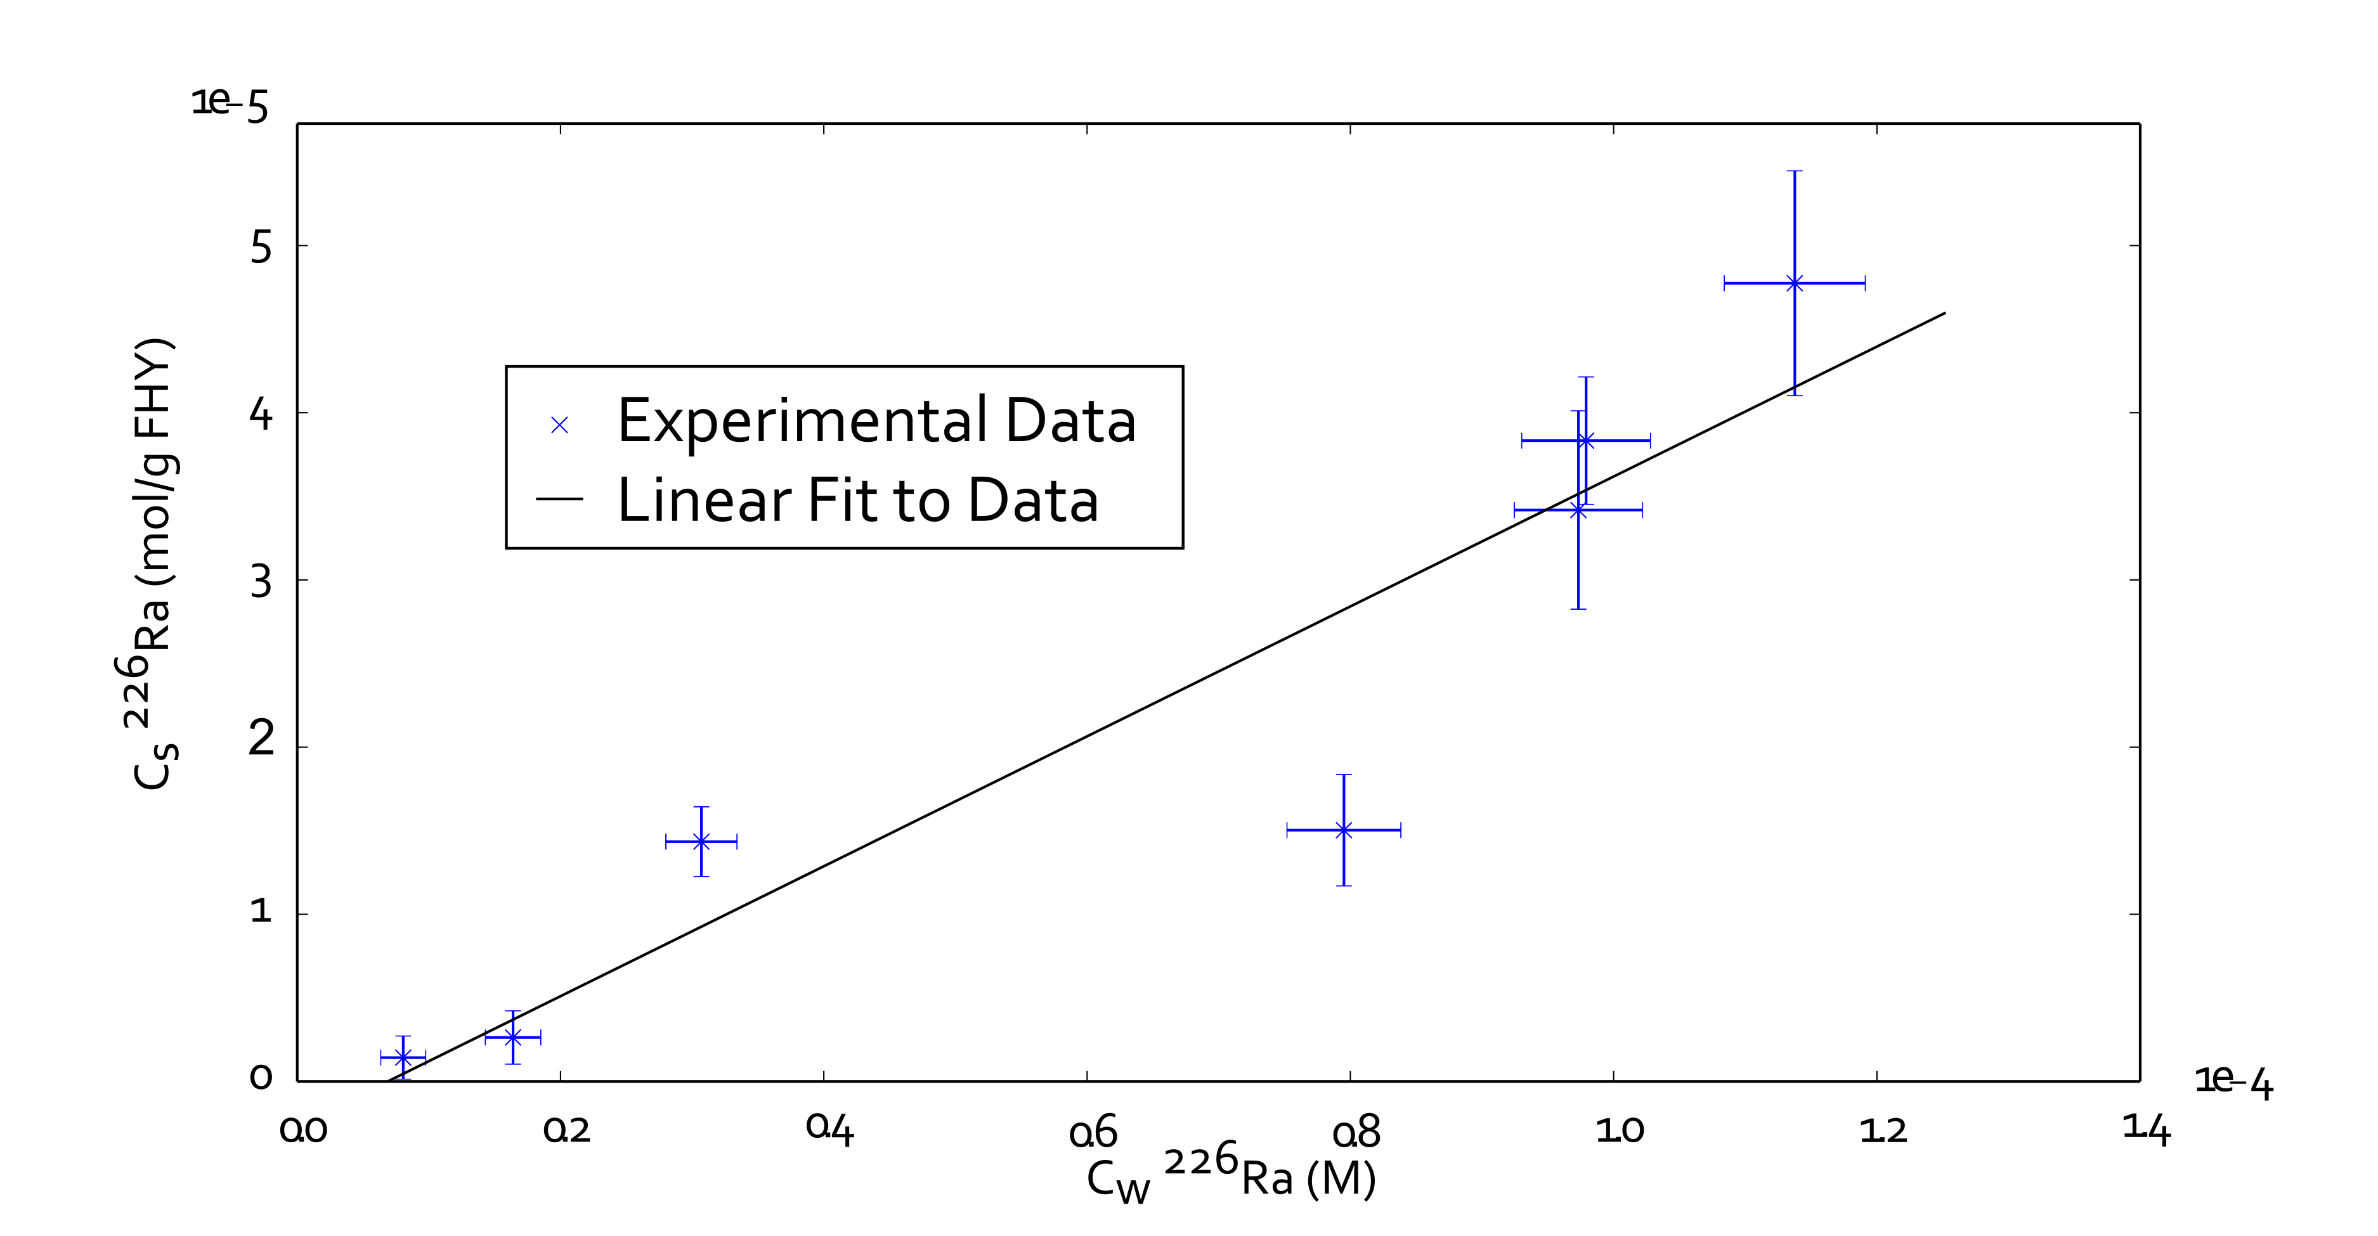 1e-5
5
4
3
2
1
0
Cs ²²⁶Ra (mol/g FHY)
Experimental Data
Linear Fit to Data
0.0 0.2 0.4 0.6 0.8 1.0 1.2 1.4
1e-4
Cw ²²⁶Ra (M)